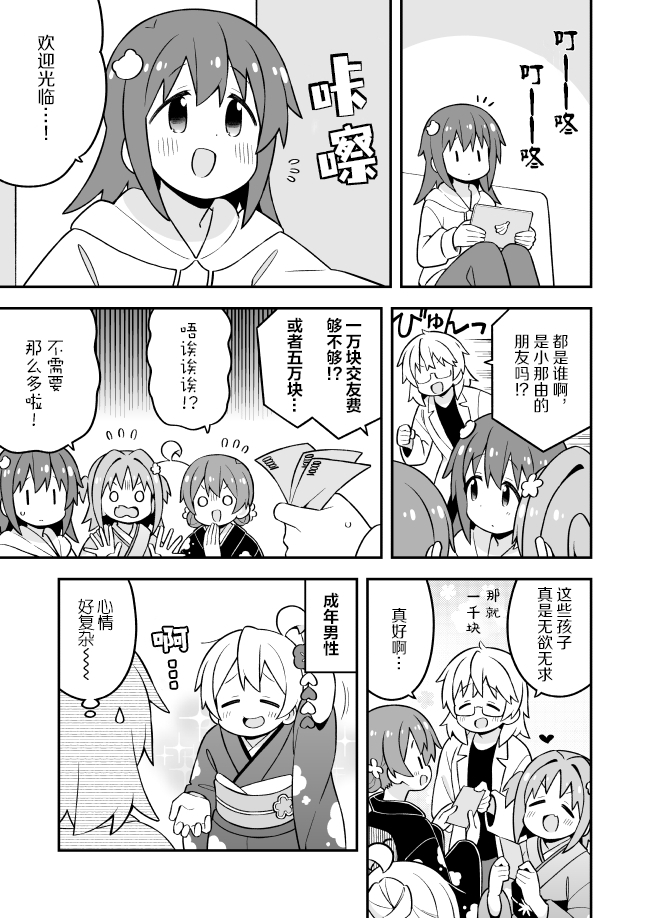 叮——咚
叮——咚
咔嚓
欢迎光临…！
びゅんっ
都是谁啊，
是小那由的
朋友吗！？
一万块交友费
够不够！？
或者五万块…
唔诶诶诶！？
不需要
那么多啦！
这些孩子
真是无欲无求
那就
一千块
真好啊…
成年男性
啊…
心情
好复杂～～